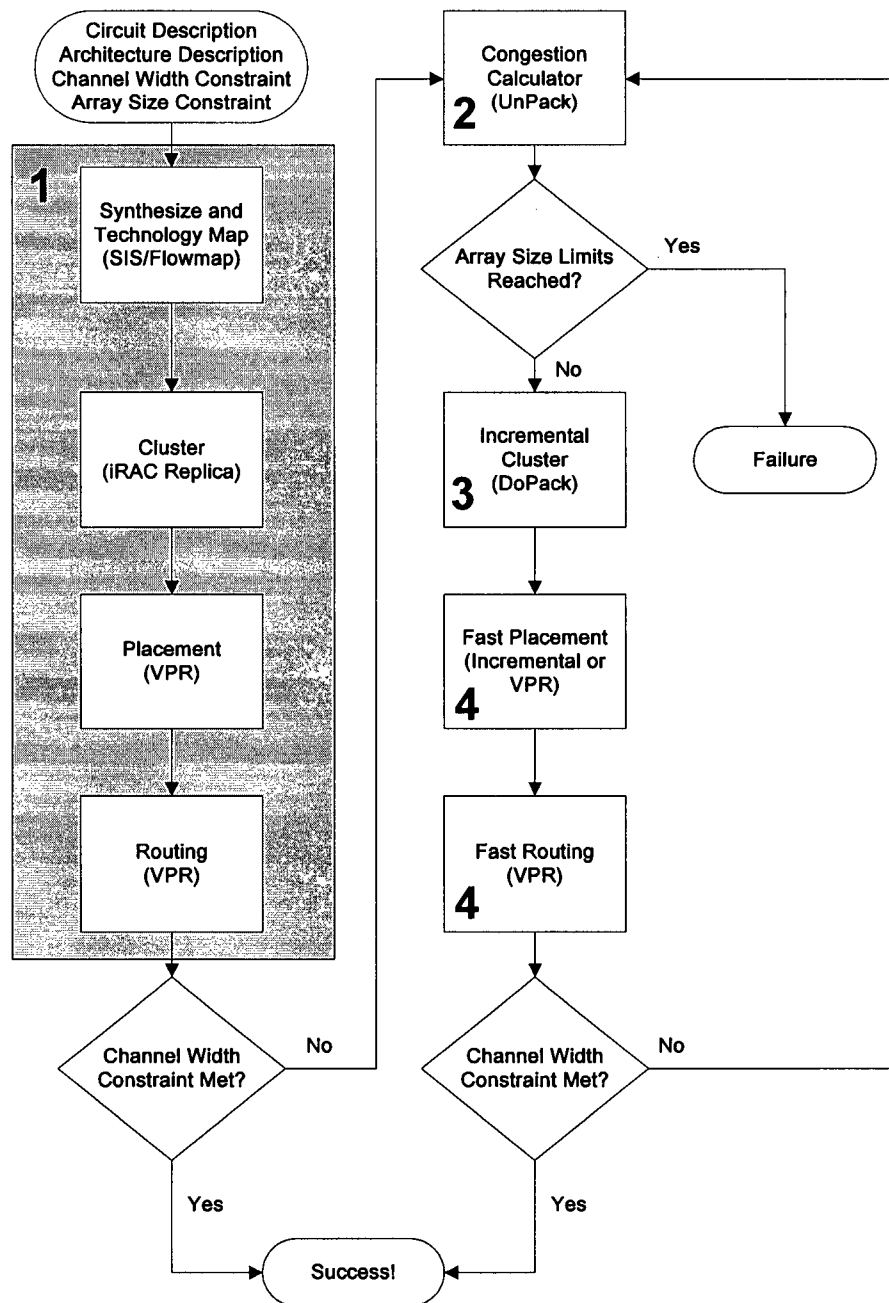 Circuit Description
Architecture Description
Channel Width Constraint
Array Size Constraint
1
Synthesize and
Technology Map
(SIS/Flowmap)
Cluster
(iRAC Replica)
Placement
(VPR)
Routing
(VPR)
Channel Width
Constraint Met?
No
Yes
Congestion
Calculator
(UnPack)
2
Array Size Limits
Reached?
Yes
No
Failure
Incremental
Cluster
(DoPack)
3
Fast Placement
(Incremental or
VPR)
4
Fast Routing
(VPR)
4
Channel Width
Constraint Met?
No
Yes
Success!